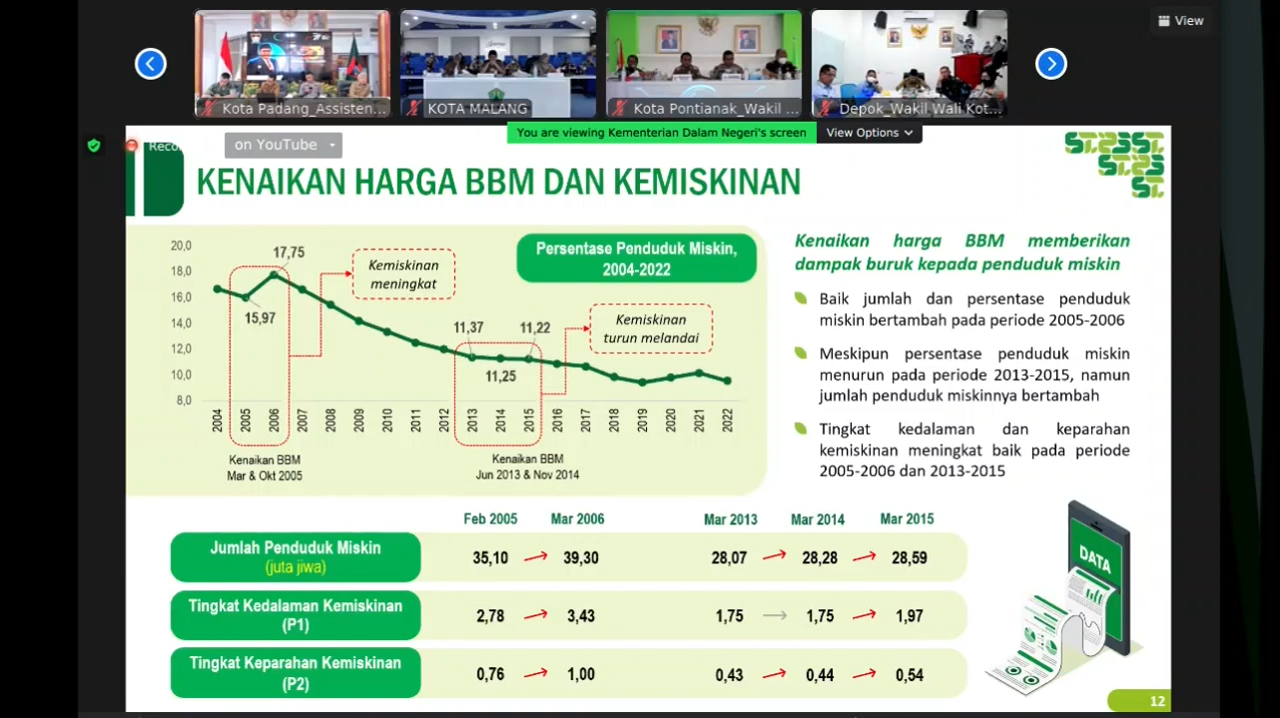 View
Kota Padang_Assisten...
KOTA MALANG
Kota Pontianak_Wakil ...
Depok_Wakil Wali Kot...
You are viewing Kementerian Dalam Negeri's screen
View Options
on YouTube
KENAIKAN HARGA BBM DAN KEMISKINAN
Persentase Penduduk Miskin,
2004-2022
20,0
18,0
16,0
14,0
12,0
10,0
8,0
17,75
15,97
11,37
11,25
11,22
Kemiskinan
meningkat
Kemiskinan
turun melandai
2004
2005
2006
2007
2008
2009
2010
2011
2012
2013
2014
2015
2016
2017
2018
2019
2020
2021
2022
Kenaikan BBM
Mar & Okt 2005
Kenaikan BBM
Jun 2013 & Nov 2014
Kenaikan harga BBM memberikan
dampak buruk kepada penduduk miskin
Baik jumlah dan persentase penduduk
miskin bertambah pada periode 2005-2006
Meskipun persentase penduduk miskin
menurun pada periode 2013-2015, namun
jumlah penduduk miskinnya bertambah
Tingkat kedalaman dan keparahan
kemiskinan meningkat baik pada periode
2005-2006 dan 2013-2015
Feb 2005 Mar 2006 Mar 2013 Mar 2014 Mar 2015
Jumlah Penduduk Miskin
(juta jiwa)
35,10 39,30 28,07 28,28 28,59
Tingkat Kedalaman Kemiskinan
(P1)
2,78 3,43 1,75 1,75 1,97
Tingkat Keparahan Kemiskinan
(P2)
0,76 1,00 0,43 0,44 0,54
DATA
12